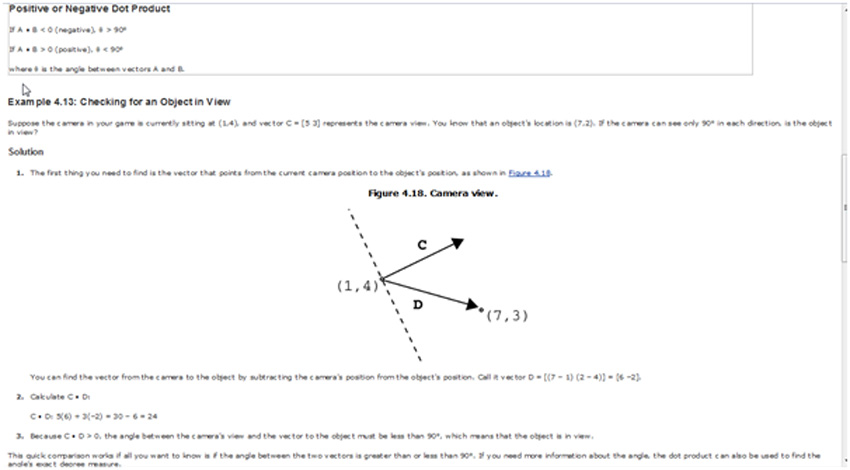 Positive or Negative Dot Product
If A • B < 0 (negative), θ > 90°
If A • B > 0 (positive), θ < 90°
where θ is the angle between vectors A and B.
Example 4.13: Checking for an Object in View
Suppose the camera in your game is currently sitting at (1,4), and vector C = [5 3] represents the camera view. You know that an object's location is (7,2). If the camera can see only 90° in each direction, is the object
in view?
Solution
1. The first thing you need to find is the vector that points from the current camera position to the object's position, as shown in Figure 4.18.
Figure 4.18. Camera view.
C
(1,4)
D
(7,3)
You can find the vector from the camera to the object by subtracting the camera's position from the object's position. Call it vector D = [(7 – 1) (2 – 4)] = [6 –2].
2. Calculate C • D:
C • D: 5(6) + 3(–2) = 30 – 6 = 24
3. Because C • D > 0, the angle between the camera's view and the vector to the object must be less than 90°, which means that the object is in view.
This quick comparison works if all you want to know is if the angle between the two vectors is greater than or less than 90°. If you need more information about the angle, the dot product can also be used to find the
angle's exact degree measure.